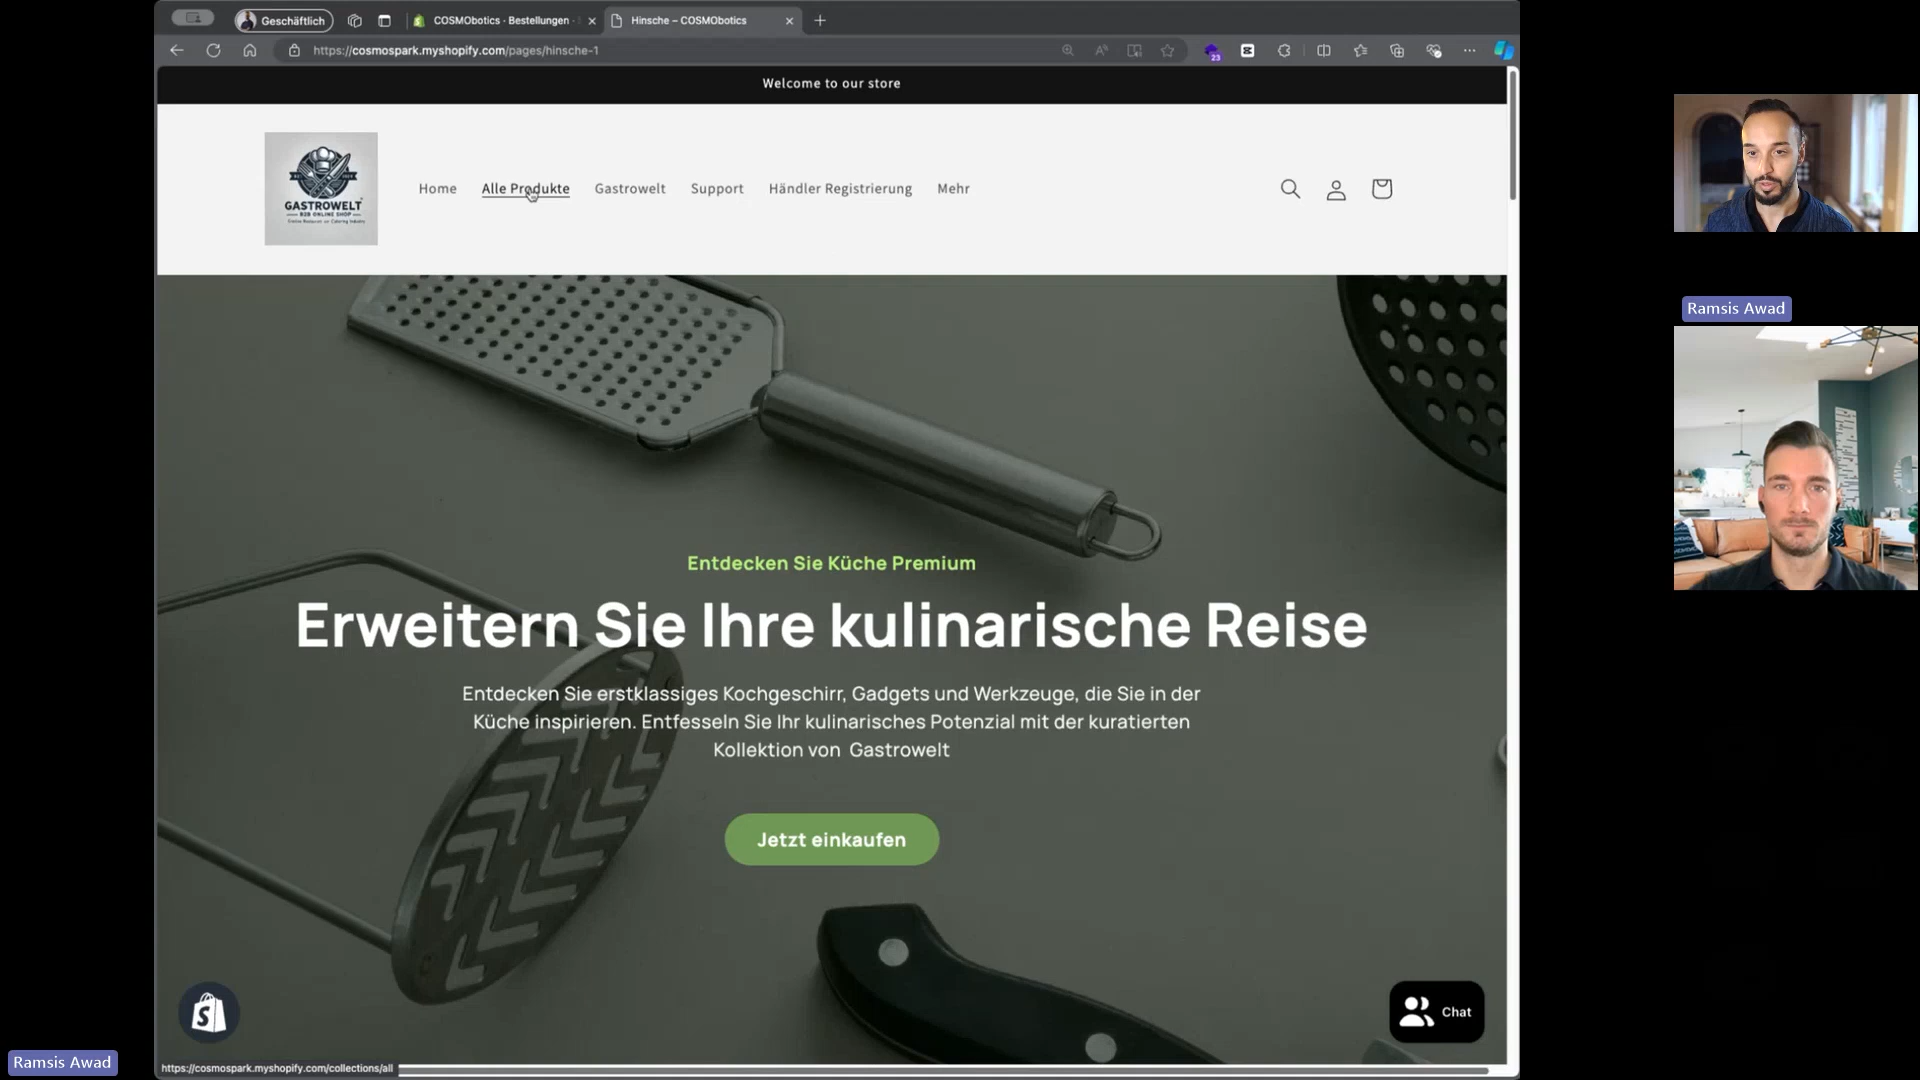 Geschäftlich
COSMObotics · Bestellungen ·
Hinsche – COSMObotics
https://cosmospark.myshopify.com/pages/hinsche-1
23
Welcome to our store
GASTROWELT
B2B ONLINE SHOP
Home
Alle Produkte
Gastrowelt
Support
Händler Registrierung
Mehr
Entdecken Sie Küche Premium
Erweitern Sie Ihre kulinarische Reise
Entdecken Sie erstklassiges Kochgeschirr, Gadgets und Werkzeuge, die Sie in der
Küche inspirieren. Entfesseln Sie Ihr kulinarisches Potenzial mit der kuratierten
Kollektion von Gastrowelt
Jetzt einkaufen
Chat
https://cosmospark.myshopify.com/collections/all
Ramsis Awad
Ramsis Awad